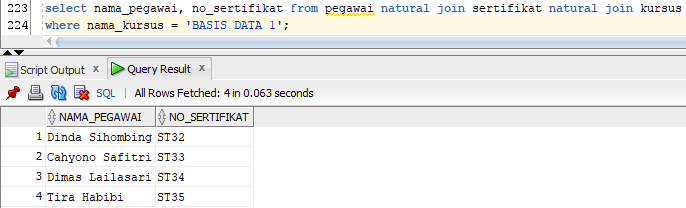 223 select nama_pegawai, no_sertifikat from pegawai natural join sertifikat natural join kursus
224 where nama_kursus = 'BASIS DATA 1';
Script Output x Query Result x
SQL | All Rows Fetched: 4 in 0.063 seconds
NAMA_PEGAWAI NO_SERTIFIKAT
1 Dinda Sihombing ST32
2 Cahyono Safitri ST33
3 Dimas Lailasari ST34
4 Tira Habibi ST35